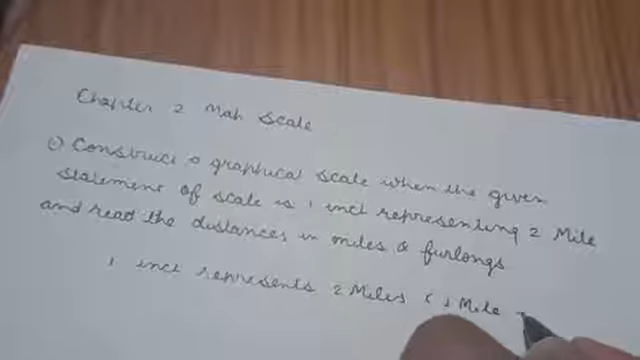 Chapter 2 Map Scale
(1) Construct a graphical scale when the given
statement of scale is 1 inch representing 2 Mile
and read the distances in miles & furlongs
1 inch represents 2 Miles ( 1 Mile =